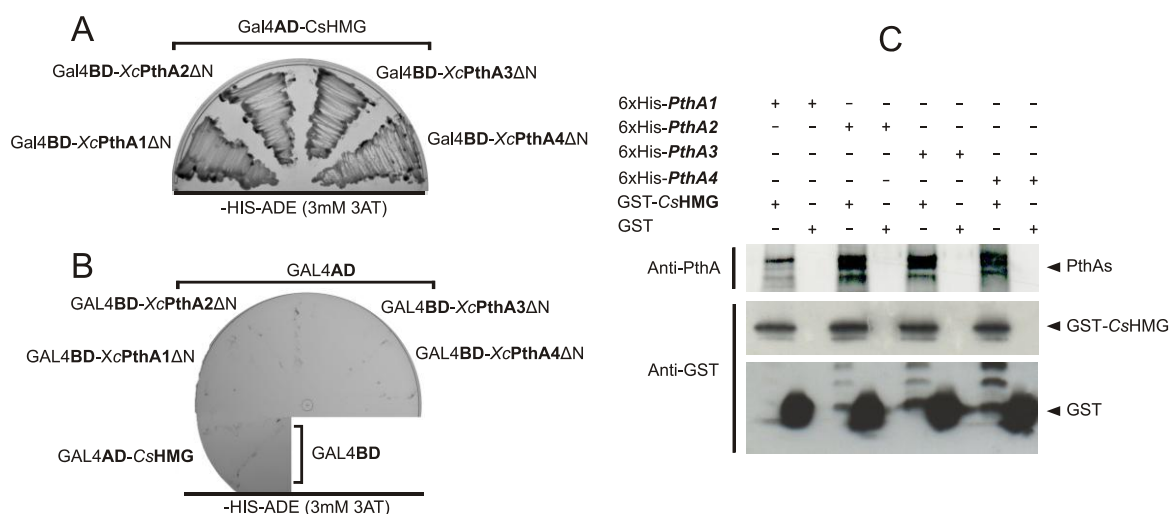 A
Gal4AD-CsHMG
Gal4BD-XcPthA2ΔN
Gal4BD-XcPthA3ΔN
Gal4BD-XcPthA1ΔN
Gal4BD-XcPthA4ΔN
-HIS-ADE (3mM 3AT)
B
GAL4AD
GAL4BD-XcPthA2ΔN
GAL4BD-XcPthA3ΔN
GAL4BD-XcPthA1ΔN
GAL4BD-XcPthA4ΔN
GAL4AD-CsHMG
GAL4BD
-HIS-ADE (3mM 3AT)
C
6xHis-PthA1 + + - - - - - -
6xHis-PthA2 - - + + - - - -
6xHis-PthA3 - - - - + + - -
6xHis-PthA4 - - - - - - + +
GST-CsHMG + - + - + - + -
GST - + - + - + - +
Anti-PthA
PthAs
GST-CsHMG
Anti-GST
GST